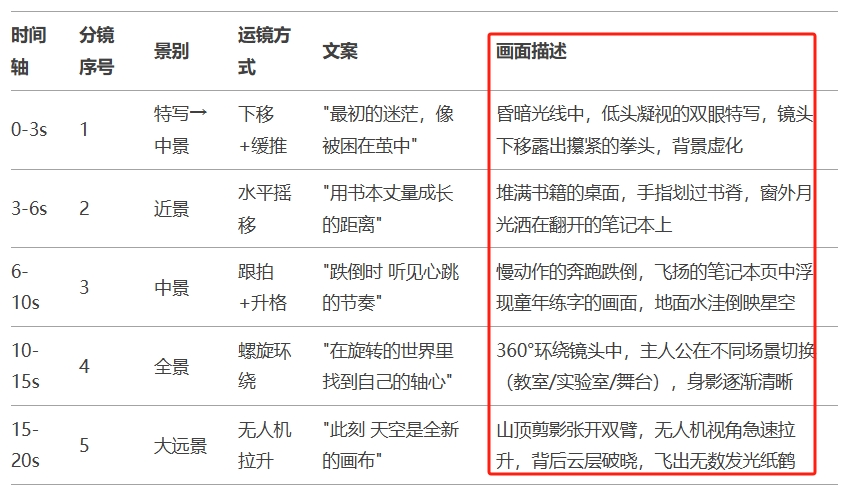 时间轴 分镜序号 景别 运镜方式 文案 画面描述
0-3s 1 特写→中景 下移+缓推 "最初的迷茫，像被困在茧中" 昏暗光线中，低头凝视的双眼特写，镜头下移露出攥紧的拳头，背景虚化
3-6s 2 近景 水平摇移 "用书本丈量成长的距离" 堆满书籍的桌面，手指划过书脊，窗外月光洒在翻开的笔记本上
6-10s 3 中景 跟拍+升格 "跌倒时 听见心跳的节奏" 慢动作的奔跑跌倒，飞扬的笔记本页中浮现童年练字的画面，地面水洼倒映星空
10-15s 4 全景 螺旋环绕 "在旋转的世界里找到自己的轴心" 360°环绕镜头中，主人公在不同场景切换（教室/实验室/舞台），身影逐渐清晰
15-20s 5 大远景 无人机拉升 "此刻 天空是全新的画布" 山顶剪影张开双臂，无人机视角急速拉升，背后云层破晓，飞出无数发光纸鹤